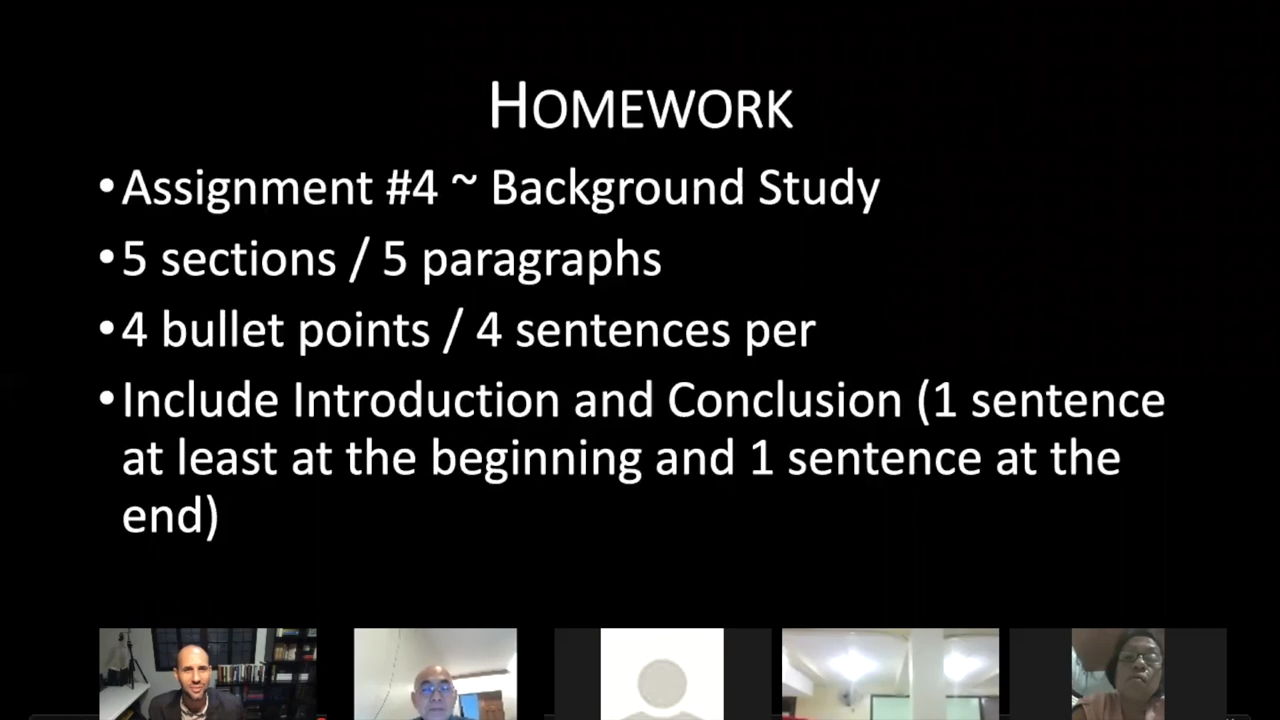 HOMEWORK
•Assignment #4 ~ Background Study
•5 sections / 5 paragraphs
•4 bullet points / 4 sentences per
•Include Introduction and Conclusion (1 sentence
at least at the beginning and 1 sentence at the
end)